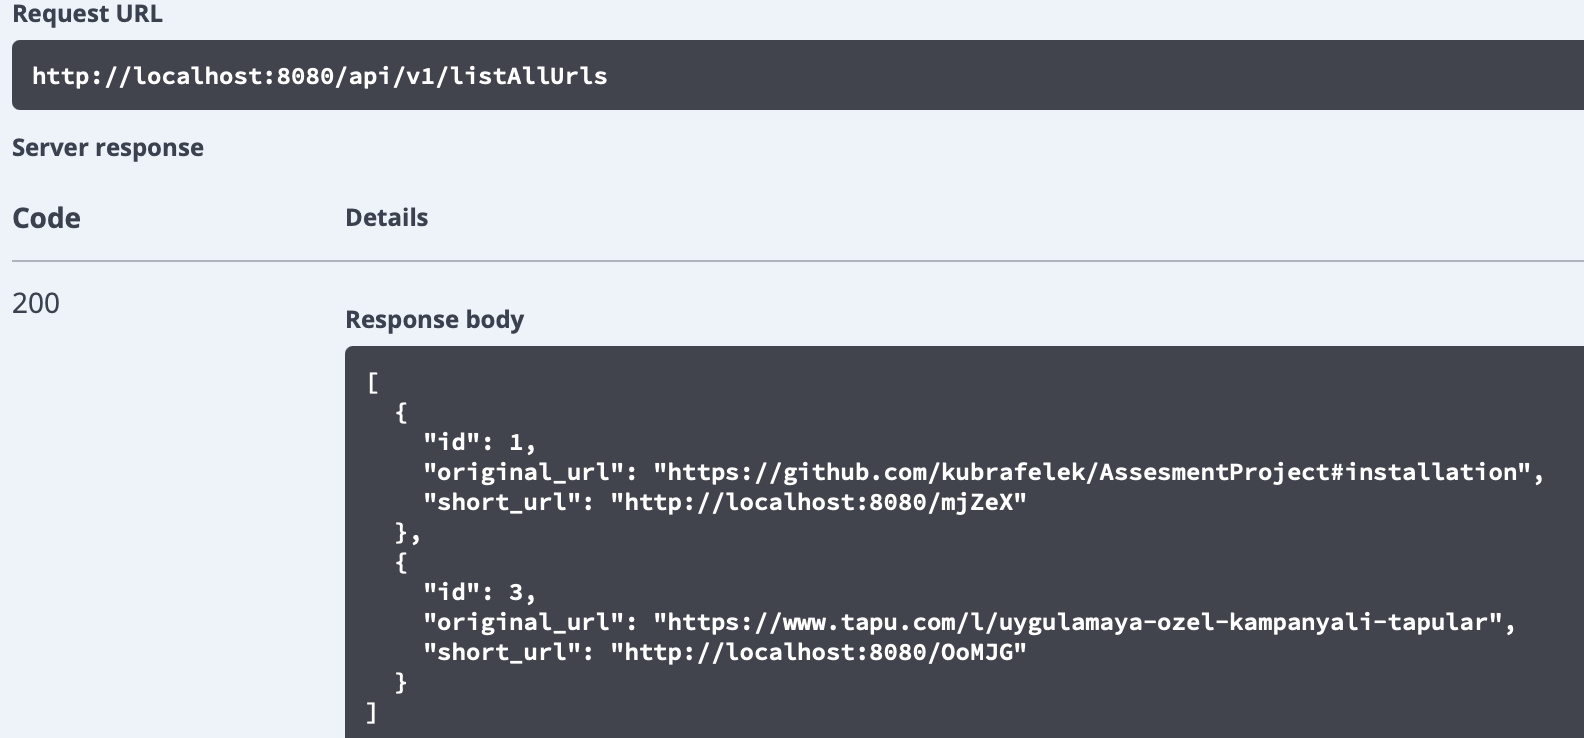 Request URL
http://localhost:8080/api/v1/listAllUrls
Server response
Code Details
200
Response body
[
  {
    "id": 1,
    "original_url": "https://github.com/kubrafelek/AssesmentProject#installation",
    "short_url": "http://localhost:8080/mjZeX"
  },
  {
    "id": 3,
    "original_url": "https://www.tapu.com/l/uygulamaya-ozel-kampanyali-tapular",
    "short_url": "http://localhost:8080/OoMJG"
  }
]